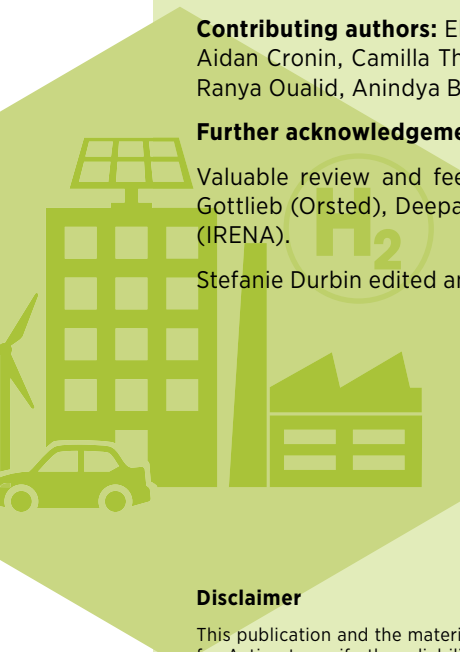 Contributing authors: E
Aidan Cronin, Camilla Th
Ranya Oualid, Anindya B
Further acknowledgeme
Valuable review and fee
Gottlieb (Orsted), Deepa
(IRENA).
H2
Stefanie Durbin edited a
Disclaimer
This publication and the materi